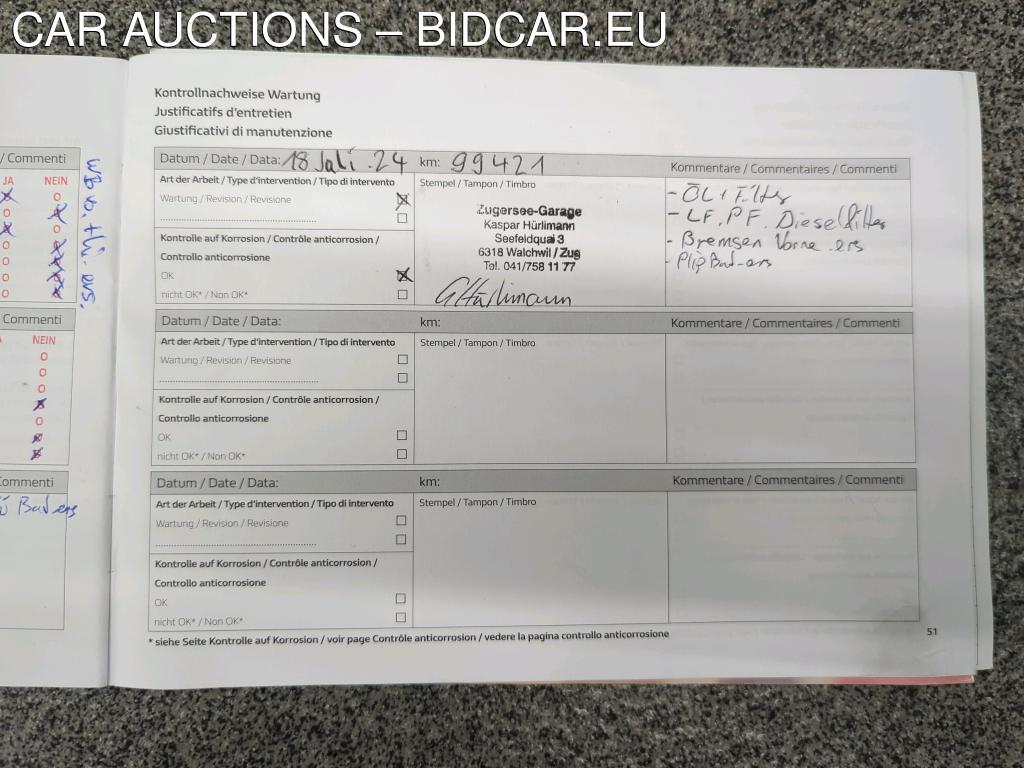 CAR AUCTIONS – BIDCAR.EU
/ Commenti
JA NEIN
Commenti
NEIN
Commenti
Bad ers
Kontrollnachweise Wartung
Justificatifs d'entretien
Giustificativi di manutenzione
Datum / Date / Data: 18 Juli .24 km: 99421 Kommentare / Commentaires / Commenti
Art der Arbeit / Type d'intervention / Tipo di intervento
Wartung / Revision / Revisione
Kontrolle auf Korrosion / Contrôle anticorrosion /
Controllo anticorrosione
OK
nicht OK* / Non OK*
Stempel / Tampon / Timbro
Zugersee-Garage
Kaspar Hürlimann
Seefeldquai 3
6318 Walchwil / Zug
Tel. 041/758 11 77
Hürlimann
- ÖL + Filter
- LF. PF. Dieselfilter
- Bremsen Vorne .ers
- Plip Bad-ers
Datum / Date / Data: km: Kommentare / Commentaires / Commenti
Art der Arbeit / Type d'intervention / Tipo di intervento
Wartung / Revision / Revisione
Kontrolle auf Korrosion / Contrôle anticorrosion /
Controllo anticorrosione
OK
nicht OK* / Non OK*
Stempel / Tampon / Timbro
Datum / Date / Data: km: Kommentare / Commentaires / Commenti
Art der Arbeit / Type d'intervention / Tipo di intervento
Wartung / Revision / Revisione
Kontrolle auf Korrosion / Contrôle anticorrosion /
Controllo anticorrosione
OK
nicht OK* / Non OK*
Stempel / Tampon / Timbro
* siehe Seite Kontrolle auf Korrosion / voir page Contrôle anticorrosion / vedere la pagina controllo anticorrosione
51